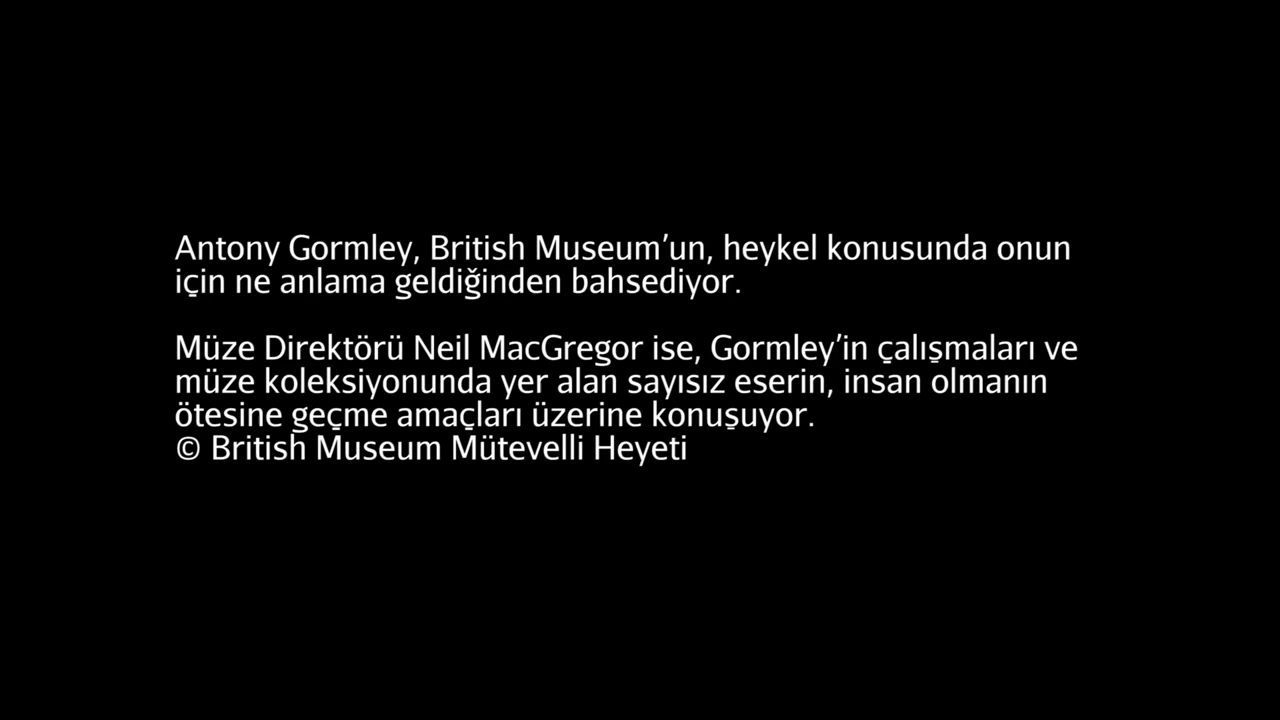 Antony Gormley, British Museum’un, heykel konusunda onun
için ne anlama geldiğinden bahsediyor.
Müze Direktörü Neil MacGregor ise, Gormley’in çalışmaları ve
müze koleksiyonunda yer alan sayısız eserin, insan olmanın
ötesine geçme amaçları üzerine konuşuyor.
© British Museum Mütevelli Heyeti